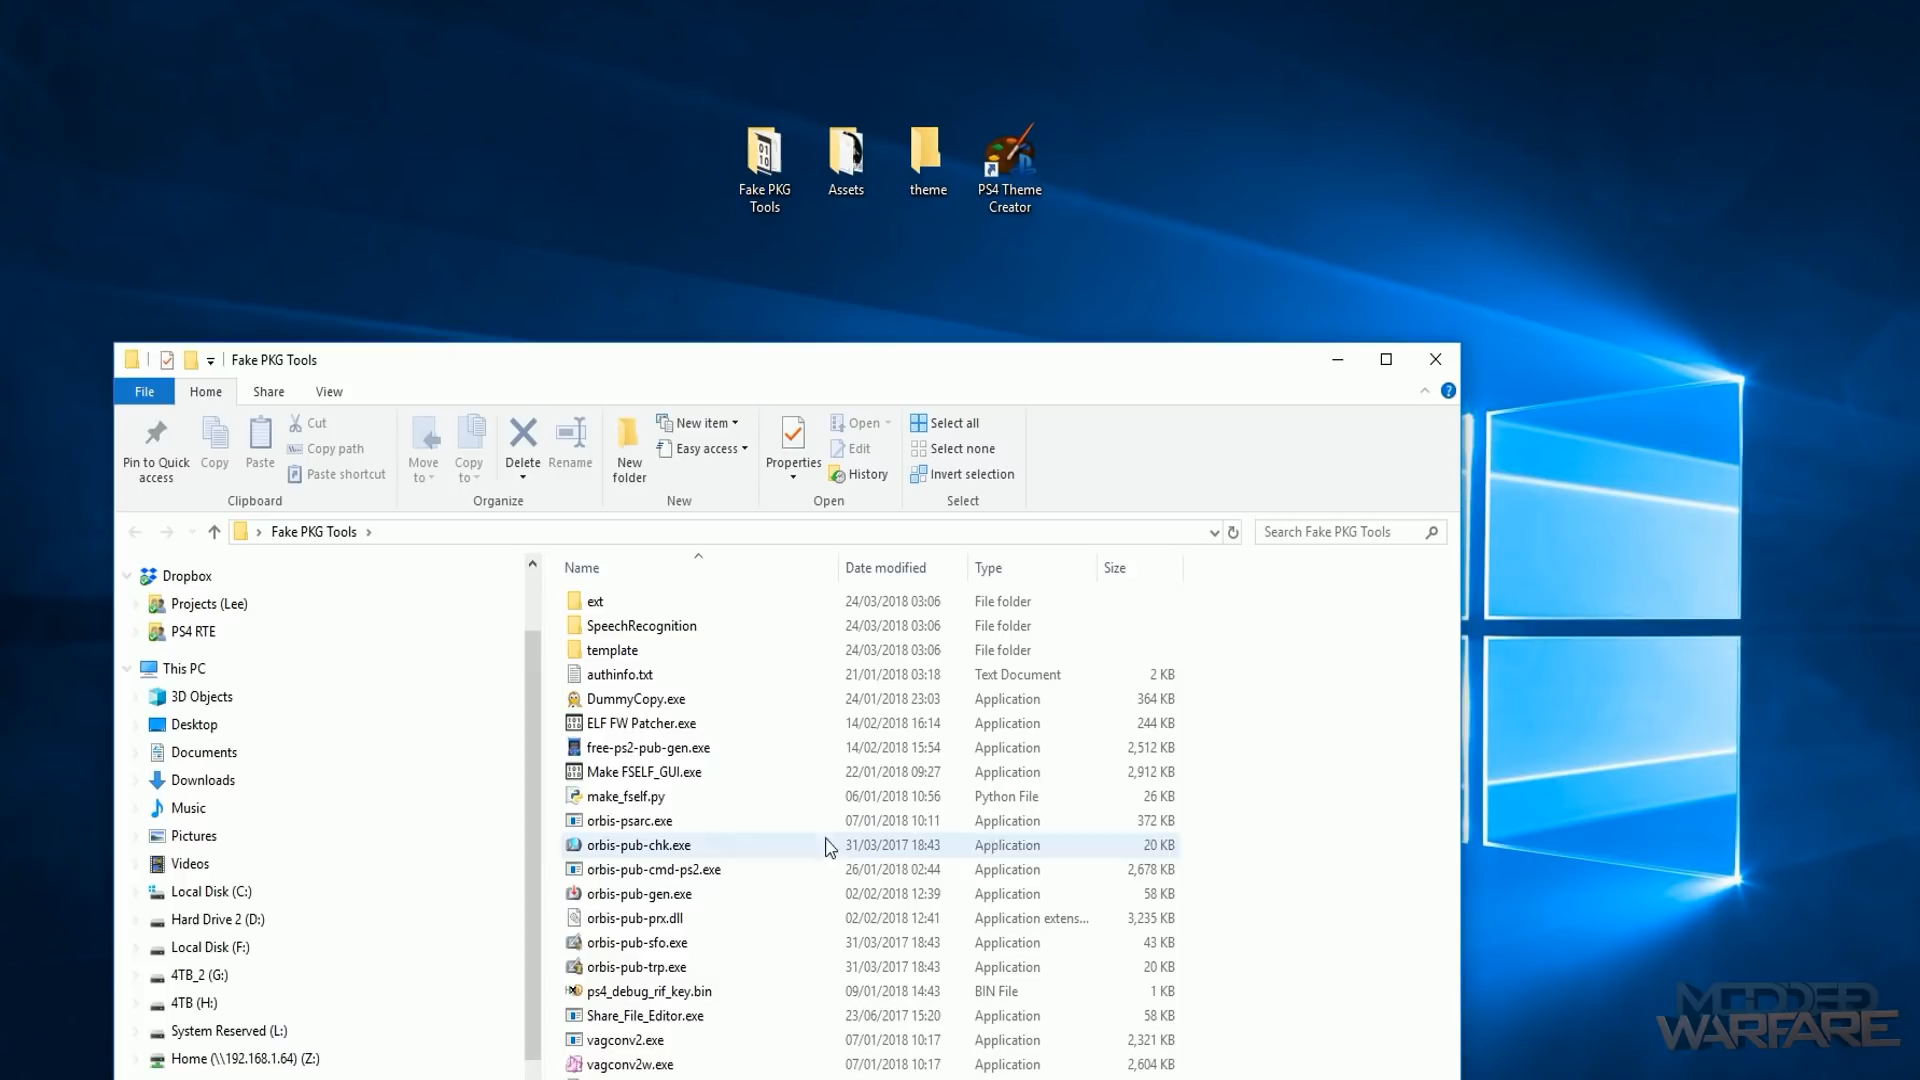 Fake PKG
Tools
Assets
theme
PS4 Theme
Creator
Fake PKG Tools
File
Home
Share
View
Pin to Quick
access
Copy
Paste
Cut
Copy path
Paste shortcut
Clipboard
Move
to
Copy
to
Delete
Rename
Organize
New
folder
New item
Easy access
New
Properties
Open
Edit
History
Open
Select all
Select none
Invert selection
Select
Fake PKG Tools
Search Fake PKG Tools
Dropbox
Projects (Lee)
PS4 RTE
This PC
3D Objects
Desktop
Documents
Downloads
Music
Pictures
Videos
Local Disk (C:)
Hard Drive 2 (D:)
Local Disk (F:)
4TB_2 (G:)
4TB (H:)
System Reserved (L:)
Home (\\192.168.1.64) (Z:)
Name Date modified Type Size
ext 24/03/2018 03:06 File folder
SpeechRecognition 24/03/2018 03:06 File folder
template 24/03/2018 03:06 File folder
authinfo.txt 21/01/2018 03:18 Text Document 2 KB
DummyCopy.exe 24/01/2018 23:03 Application 364 KB
ELF FW Patcher.exe 14/02/2018 16:14 Application 244 KB
free-ps2-pub-gen.exe 14/02/2018 15:54 Application 2,512 KB
Make FSELF_GUI.exe 22/01/2018 09:27 Application 2,912 KB
make_fself.py 06/01/2018 10:56 Python File 26 KB
orbis-psarc.exe 07/01/2018 10:11 Application 372 KB
orbis-pub-chk.exe 31/03/2017 18:43 Application 20 KB
orbis-pub-cmd-ps2.exe 26/01/2018 02:44 Application 2,678 KB
orbis-pub-gen.exe 02/02/2018 12:39 Application 58 KB
orbis-pub-prx.dll 02/02/2018 12:41 Application extens... 3,235 KB
orbis-pub-sfo.exe 31/03/2017 18:43 Application 43 KB
orbis-pub-trp.exe 31/03/2017 18:43 Application 20 KB
ps4_debug_rif_key.bin 09/01/2018 14:43 BIN File 1 KB
Share_File_Editor.exe 23/06/2017 15:20 Application 58 KB
vagconv2.exe 07/01/2018 10:17 Application 2,321 KB
vagconv2w.exe 07/01/2018 10:17 Application 2,604 KB
MODDER
WARFARE